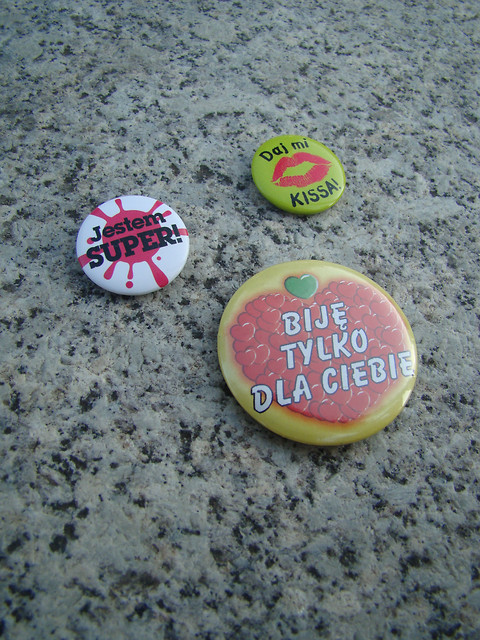 Daj mi
KISSA!
Jestem
SUPER!
BIJĘ
TYLKO
DLA CIEBIE